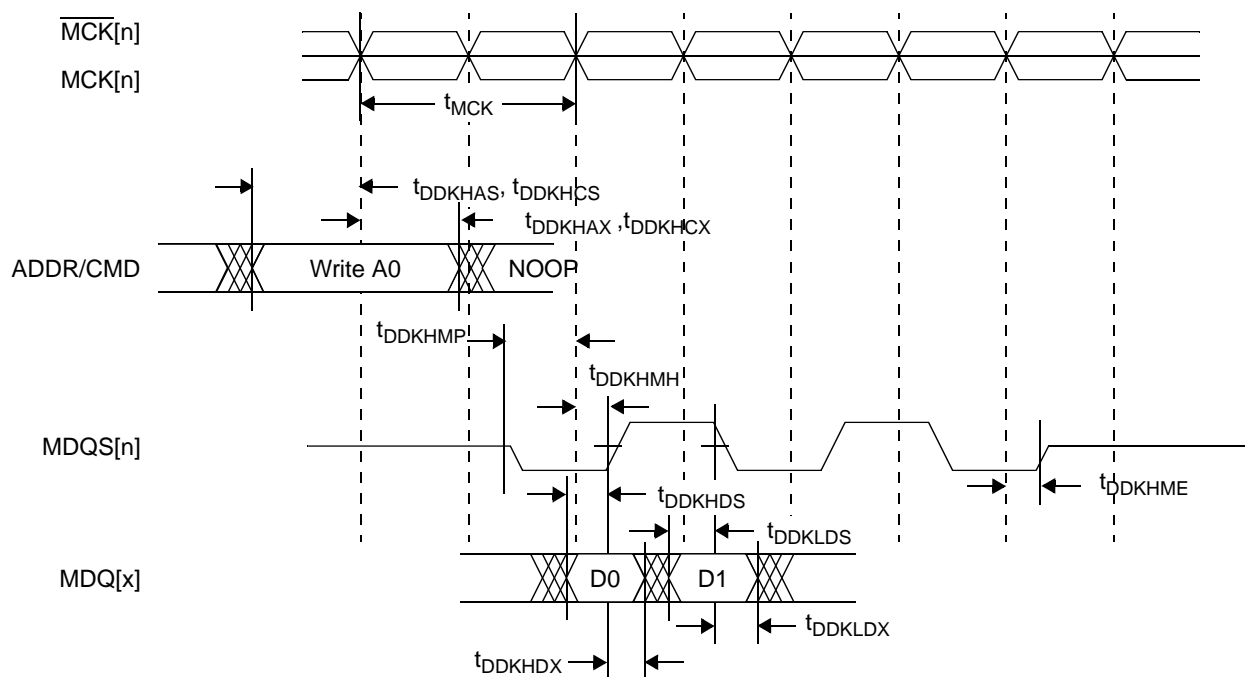 MCK[n]
MCK[n]
tMCK
tDDKHAS, tDDKHCS
tDDKHAX ,tDDKHCX
ADDR/CMD
Write A0
NOOP
tDDKHMP
tDDKHMH
MDQS[n]
tDDKHME
tDDKHDS
tDDKLDS
MDQ[x]
D0
D1
tDDKLDX
tDDKHDX